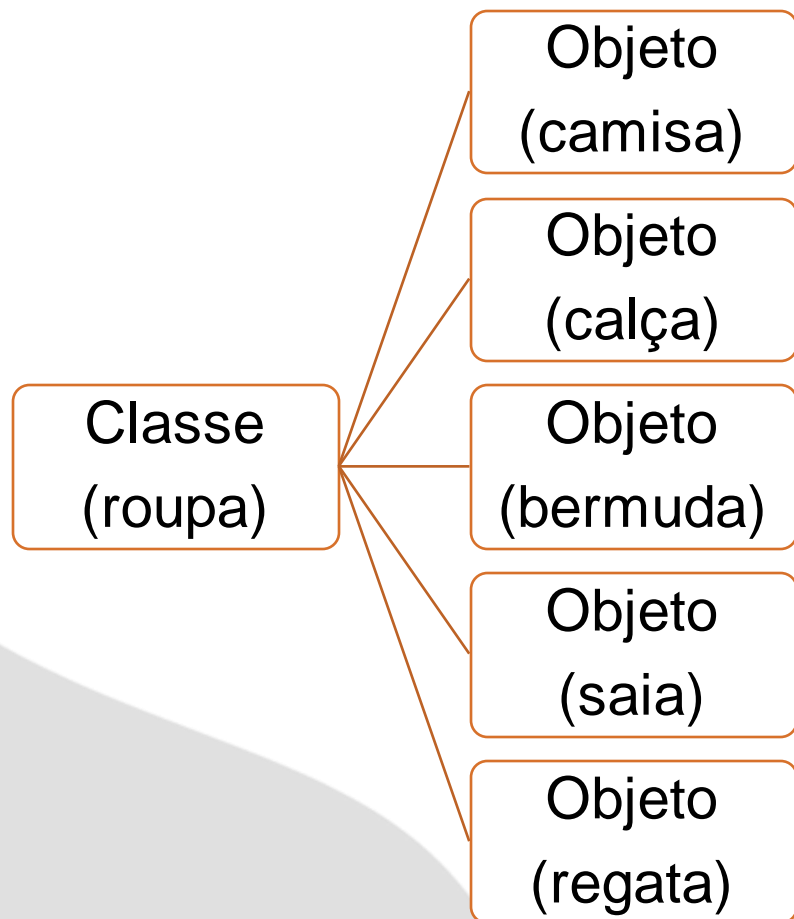 Objeto
(camisa)
Objeto
(calça)
Classe
(roupa)
Objeto
(bermuda)
Objeto
(saia)
Objeto
(regata)